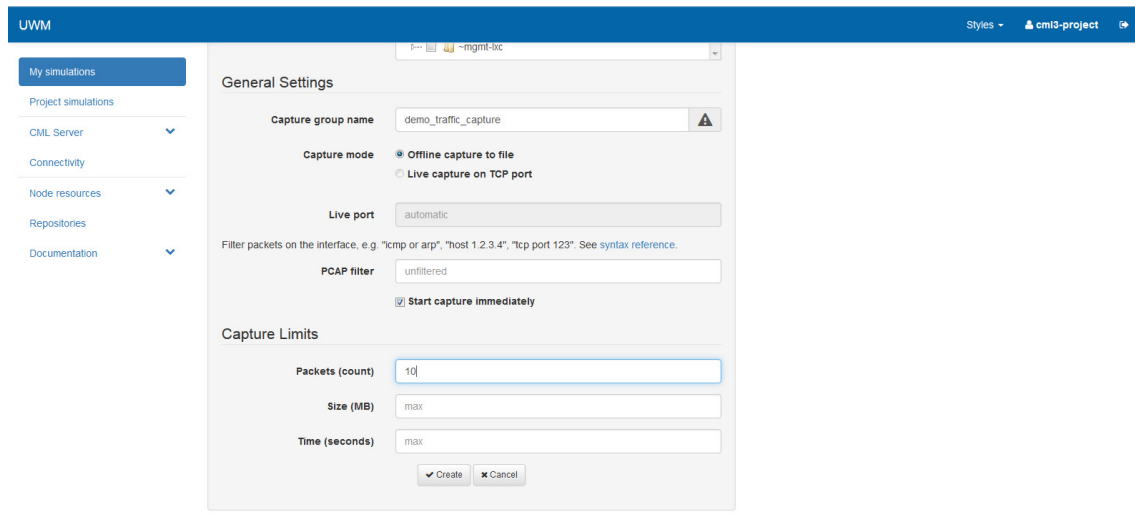 UWM
Styles
cml3-project
My simulations
Project simulations
CML Server
Connectivity
Node resources
Repositories
Documentation
~mgmt-lxc
General Settings
Capture group name demo_traffic_capture
Capture mode Offline capture to file
Live capture on TCP port
Live port automatic
Filter packets on the interface, e.g. "icmp or arp", "host 1.2.3.4", "tcp port 123". See syntax reference.
PCAP filter unfiltered
Start capture immediately
Capture Limits
Packets (count) 10
Size (MB) max
Time (seconds) max
Create Cancel